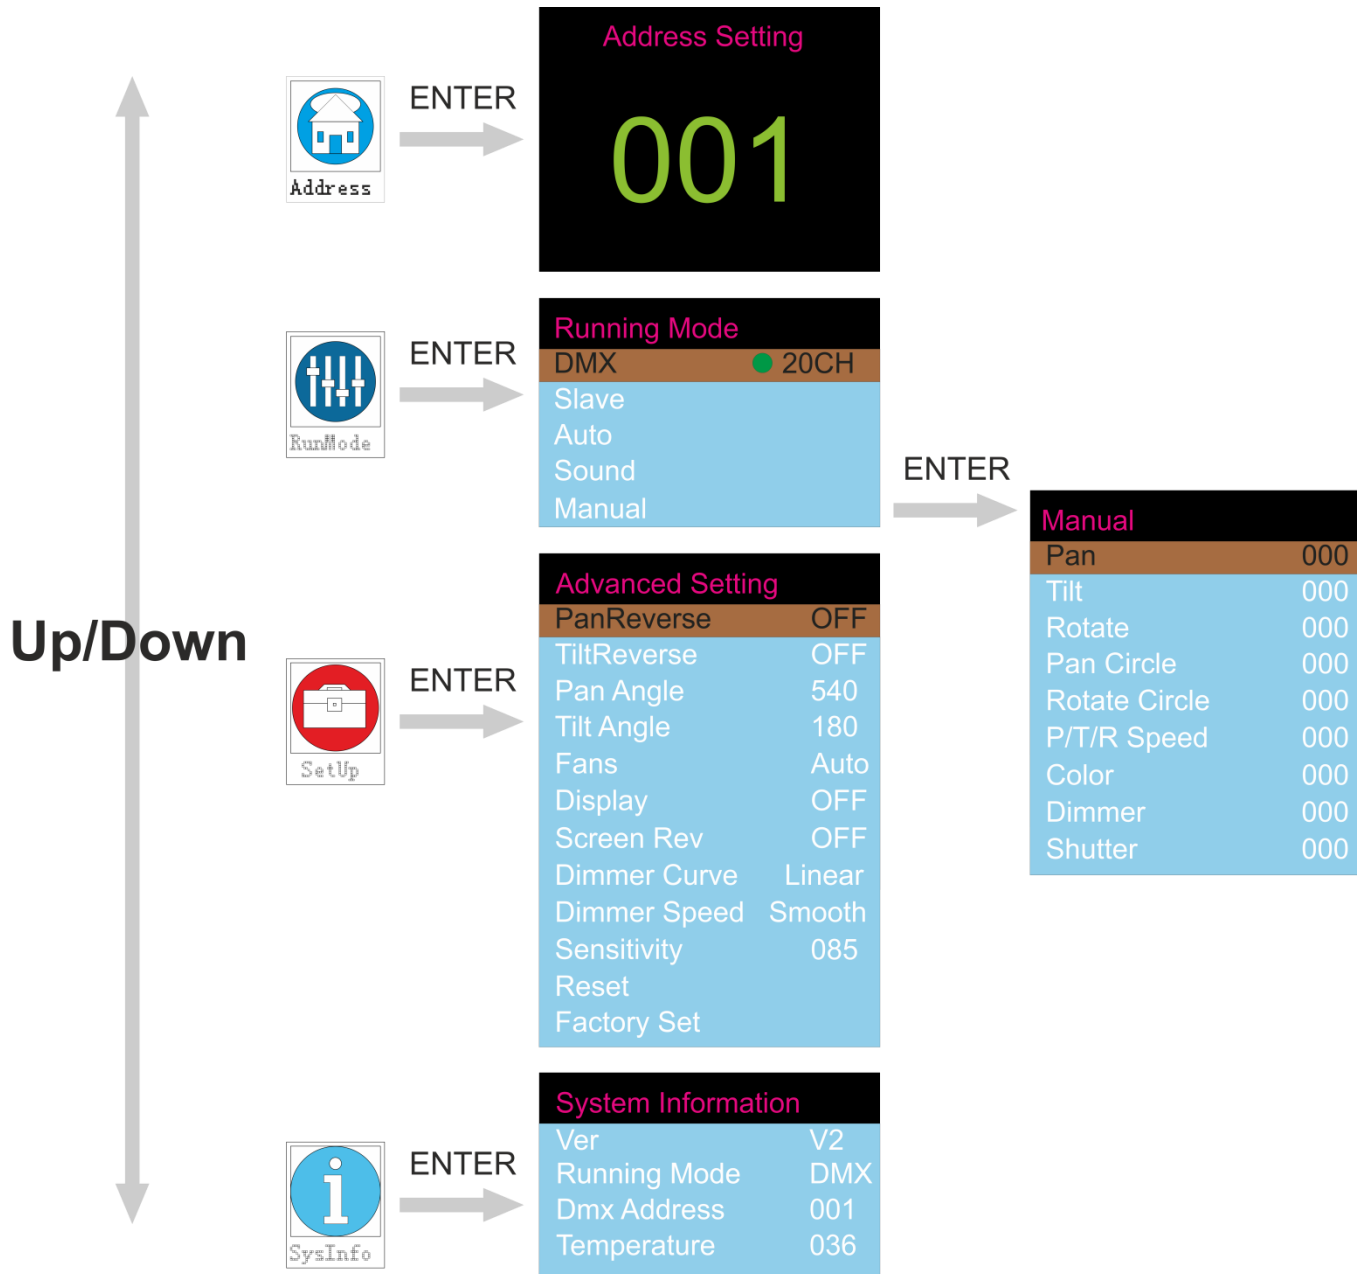 Address Setting
001
ENTER
Address
Running Mode
DMX 20CH
Slave
Auto
Sound
Manual
ENTER
RunMode
ENTER
Manual
Pan 000
Tilt 000
Rotate 000
Pan Circle 000
Rotate Circle 000
P/T/R Speed 000
Color 000
Dimmer 000
Shutter 000
Up/Down
Advanced Setting
PanReverse OFF
TiltReverse OFF
Pan Angle 540
Tilt Angle 180
Fans Auto
Display OFF
Screen Rev OFF
Dimmer Curve Linear
Dimmer Speed Smooth
Sensitivity 085
Reset
Factory Set
ENTER
SetUp
System Information
Ver V2
Running Mode DMX
Dmx Address 001
Temperature 036
ENTER
SysInfo